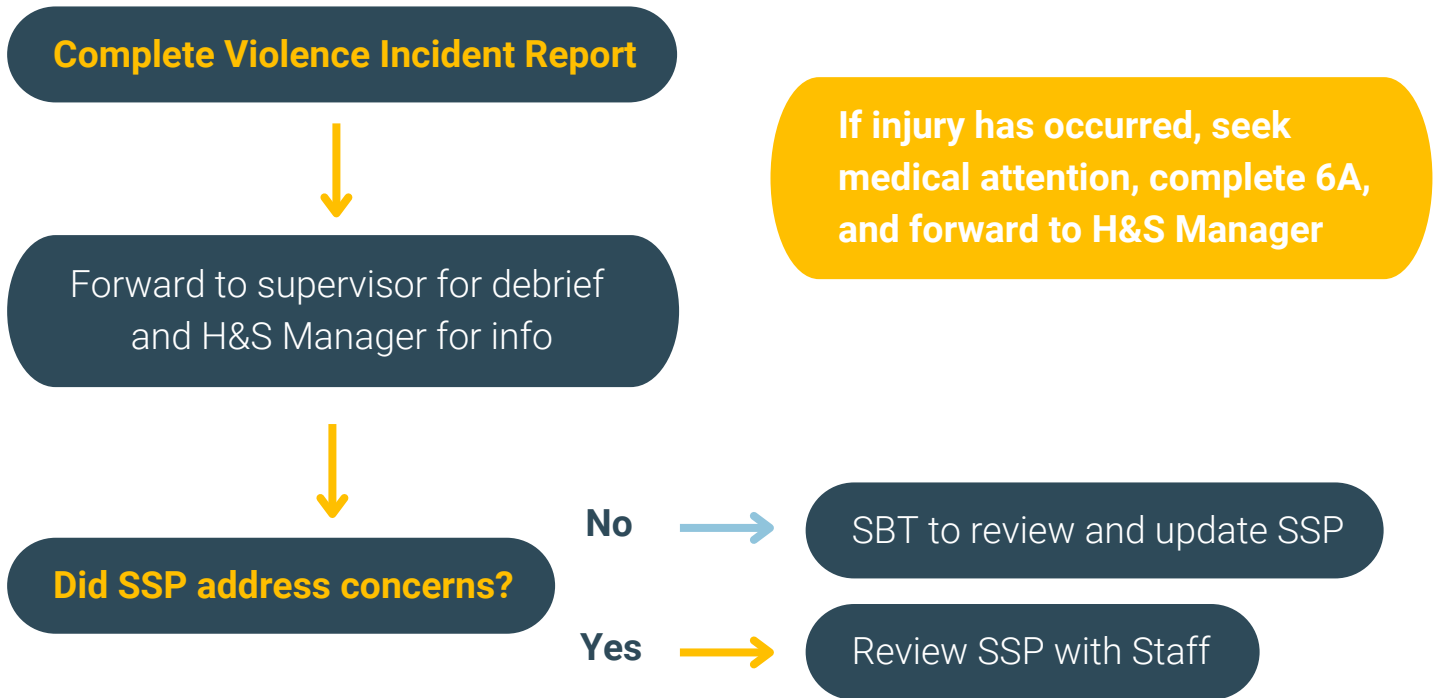 Complete Violence Incident Report
If injury has occurred, seek
medical attention, complete 6A,
and forward to H&S Manager
Forward to supervisor for debrief
and H&S Manager for info
Did SSP address concerns?
No
SBT to review and update SSP
Yes
Review SSP with Staff